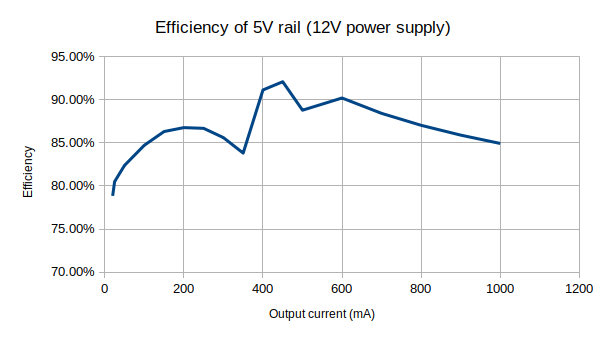 Efficiency of 5V rail (12V power supply)
95.00%
90.00%
85.00%
80.00%
75.00%
70.00%
Efficiency
0 200 400 600 800 1000 1200
Output current (mA)